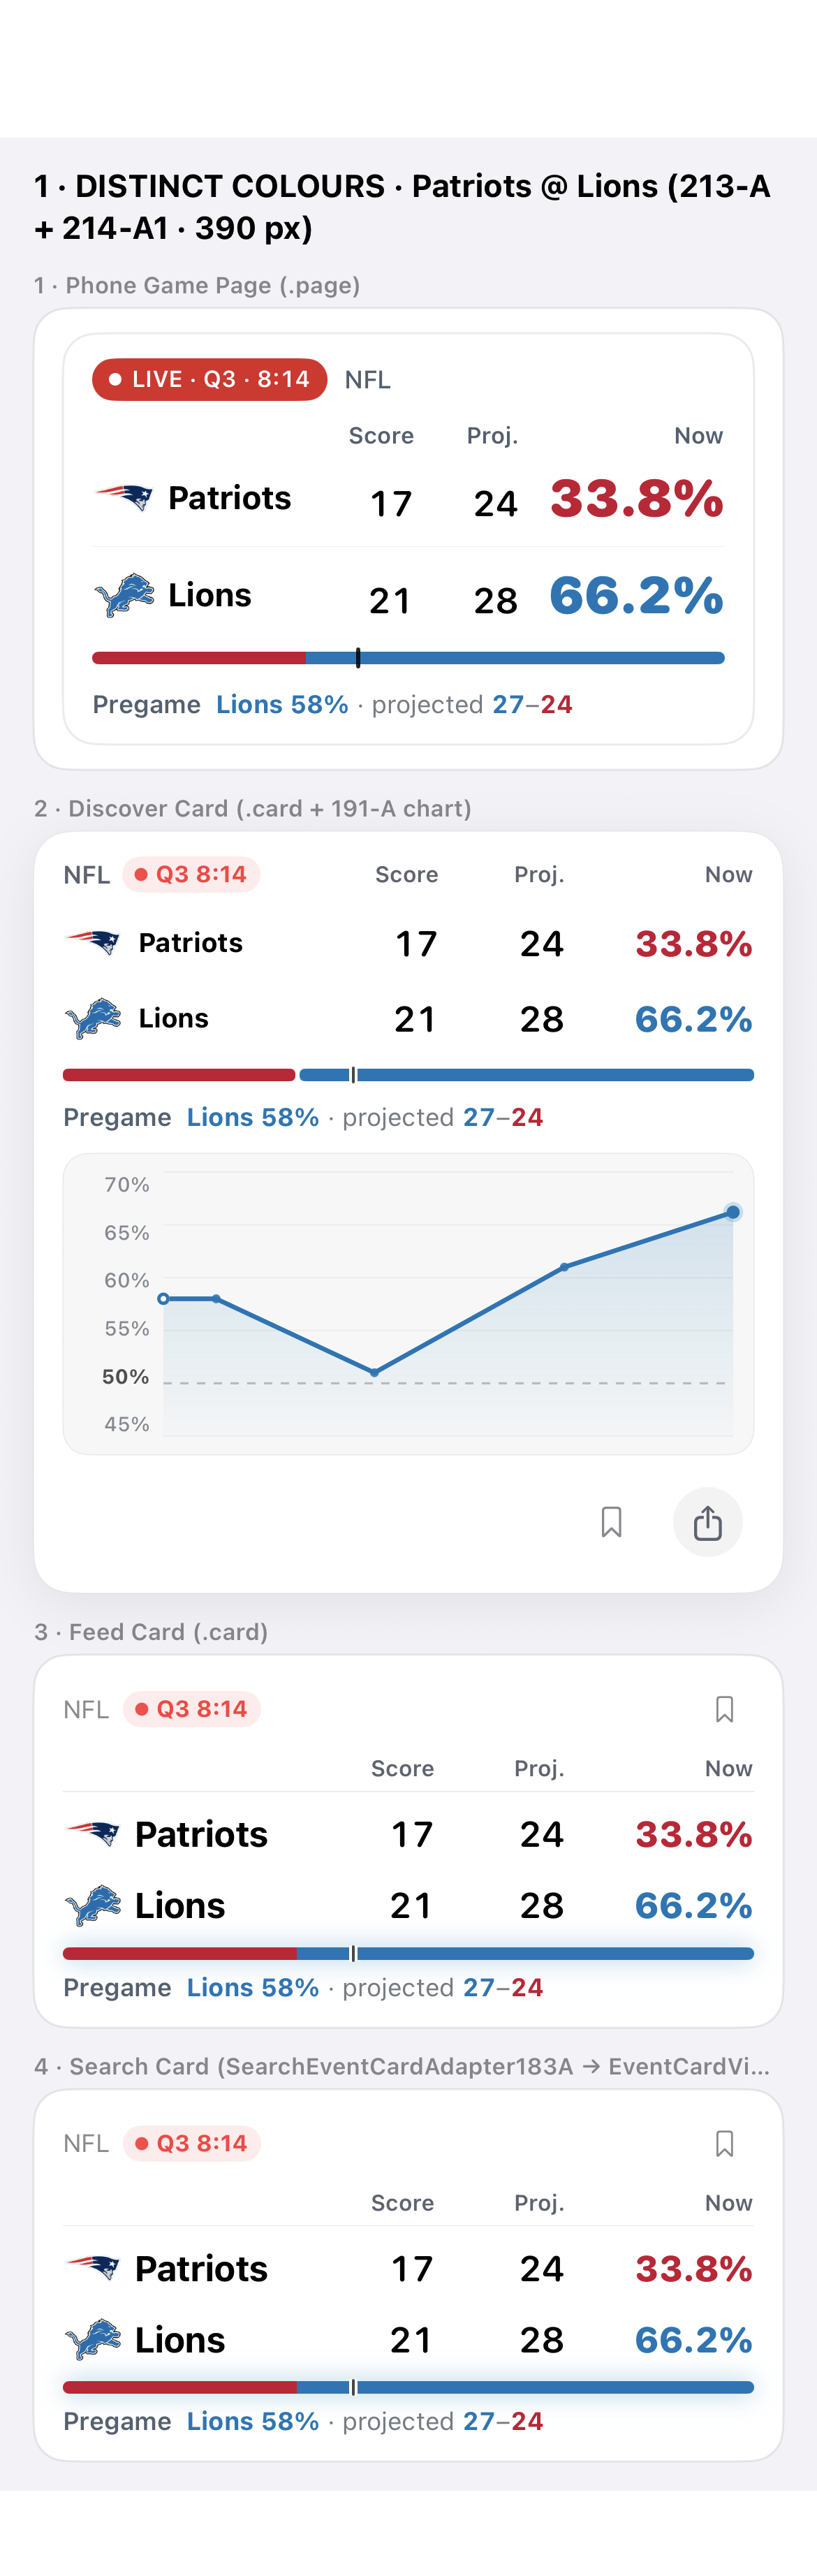 1 · DISTINCT COLOURS · Patriots @ Lions (213-A
+ 214-A1 · 390 px)
1 · Phone Game Page (.page)
LIVE · Q3 · 8:14 NFL
Score Proj. Now
Patriots 17 24 33.8%
Lions 21 28 66.2%
Pregame Lions 58% · projected 27–24
2 · Discover Card (.card + 191-A chart)
NFL Q3 8:14 Score Proj. Now
Patriots 17 24 33.8%
Lions 21 28 66.2%
Pregame Lions 58% · projected 27–24
70%
65%
60%
55%
50%
45%
3 · Feed Card (.card)
NFL Q3 8:14
Score Proj. Now
Patriots 17 24 33.8%
Lions 21 28 66.2%
Pregame Lions 58% · projected 27–24
4 · Search Card (SearchEventCardAdapter183A → EventCardVi...
NFL Q3 8:14
Score Proj. Now
Patriots 17 24 33.8%
Lions 21 28 66.2%
Pregame Lions 58% · projected 27–24